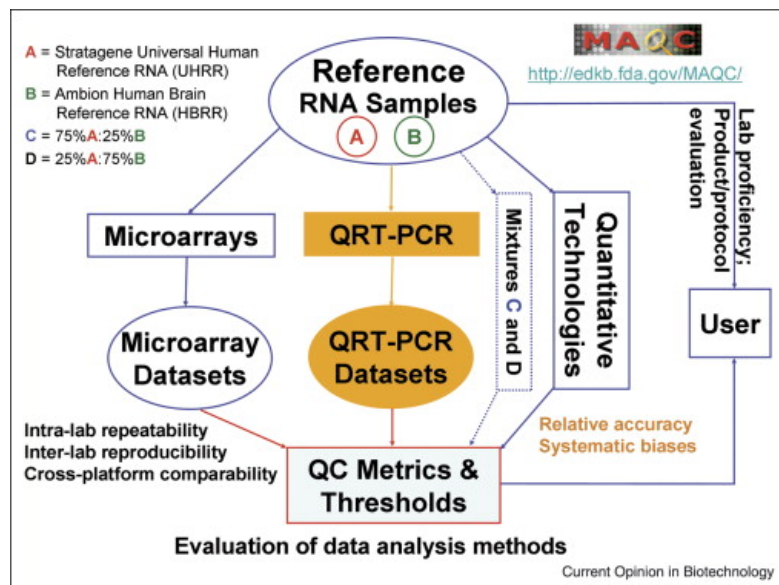 A = Stratagene Universal Human
Reference RNA (UHRR)
B = Ambion Human Brain
Reference RNA (HBRR)
C = 75%A:25%B
D = 25%A:75%B
Reference
RNA Samples
A B
MAQC
http://edkb.fda.gov/MAQC/
Lab proficiency;
Product/protocol
evaluation
Microarrays
QRT-PCR
Mixtures C and D
Quantitative
Technologies
User
Microarray
Datasets
QRT-PCR
Datasets
Intra-lab repeatability
Inter-lab reproducibility
Cross-platform comparability
Relative accuracy
Systematic biases
QC Metrics &
Thresholds
Evaluation of data analysis methods
Current Opinion in Biotechnology